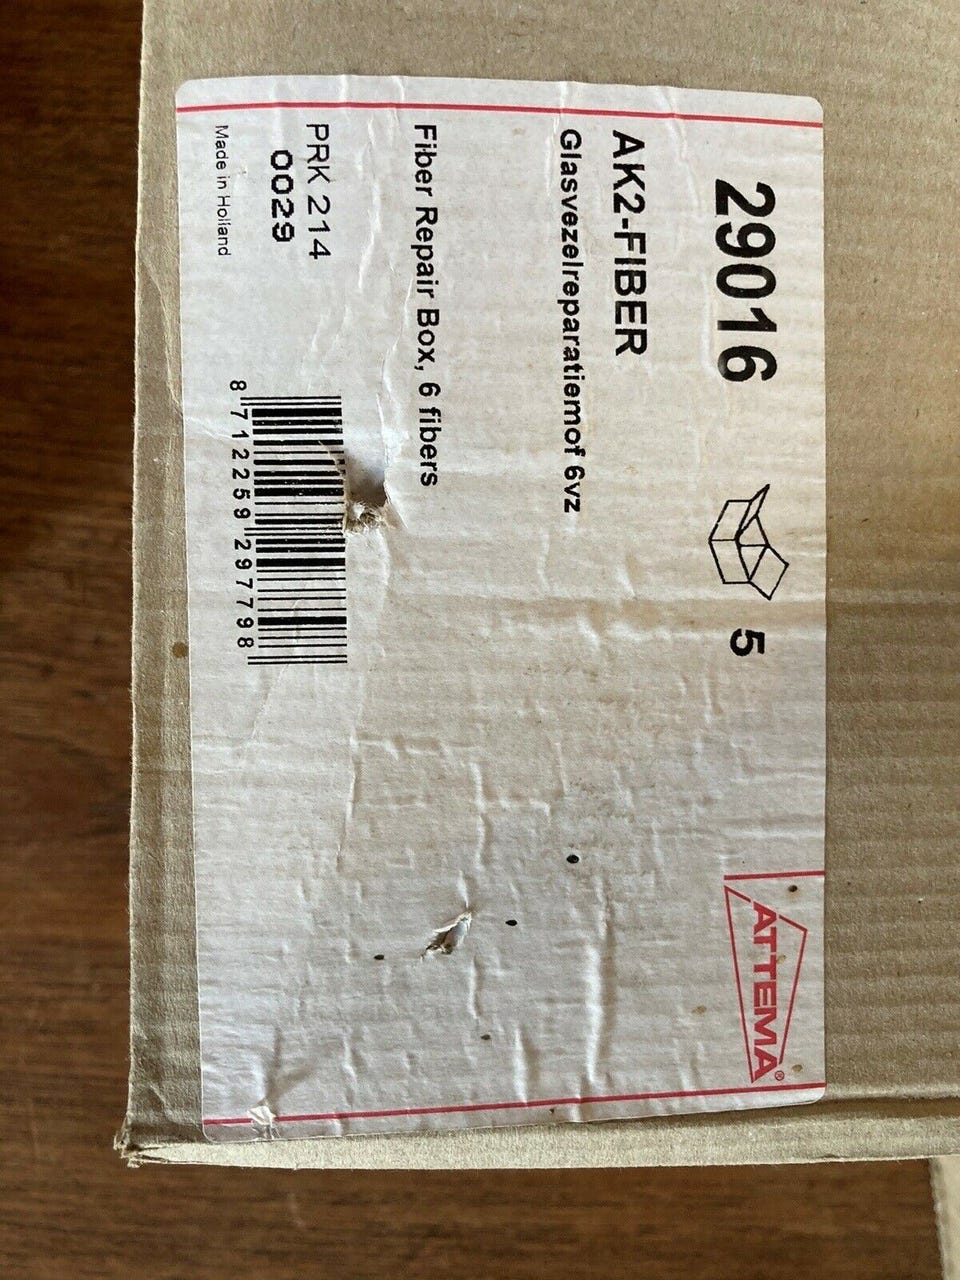 29016
5
ATTEMA®
AK2-FIBER
Glasvezelreparatiemof 6vz
Fiber Repair Box, 6 fibers
PRK 214
0029
Made in Holland
8 712259 297798